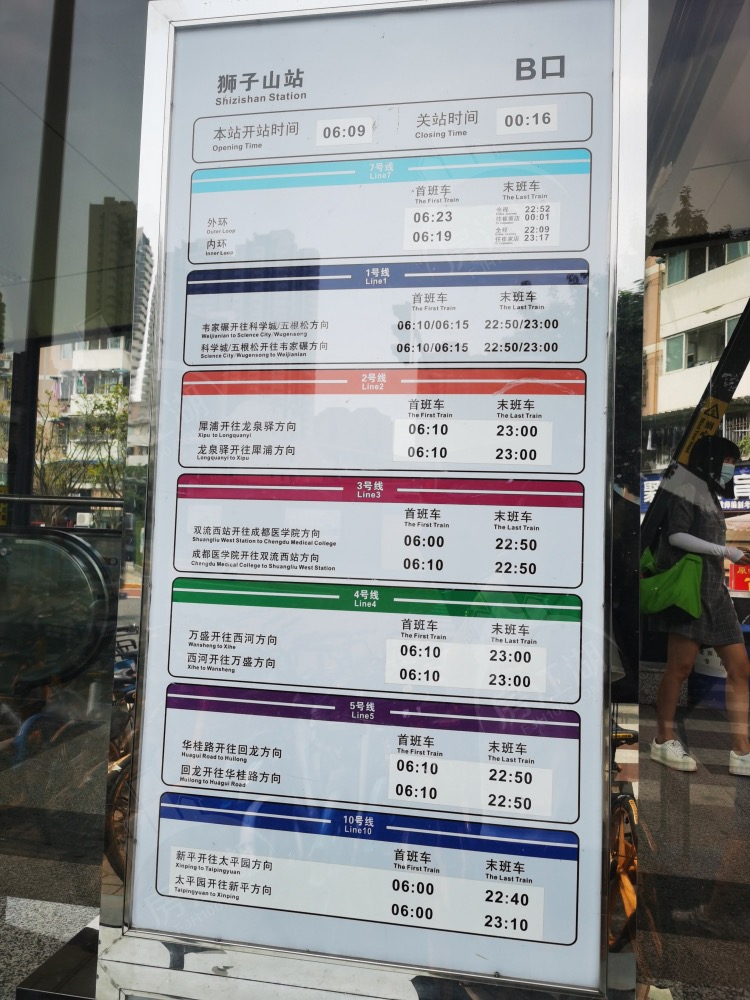 狮子山站
Shizishan Station
B口
本站开站时间 06:09 关站时间 00:16
Opening Time Closing Time
7号线
Line7
首班车 末班车
The First Train The Last Train
外环 06:23 全线 22:52
Outer Loop 往崔家店 00:01
内环 06:19 全线 22:09
Inner Loop 往崔家店 23:17
1号线
Line1
首班车 末班车
The First Train The Last Train
韦家碾开往科学城/五根松方向 06:10/06:15 22:50/23:00
Weijianian to Science City/Wugensong
科学城/五根松开往韦家碾方向 06:10/06:15 22:50/23:00
Science City/Wugensong to Weijianian
2号线
Line2
首班车 末班车
The First Train The Last Train
犀浦开往龙泉驿方向 06:10 23:00
Xipu to Longquanyi
龙泉驿开往犀浦方向 06:10 23:00
Longquanyi to Xipu
3号线
Line3
首班车 末班车
The First Train The Last Train
双流西站开往成都医学院方向 06:00 22:50
Shuangliu West Station to Chengdu Medical College
成都医学院开往双流西站方向 06:10 22:50
Chengdu Medical College to Shuangliu West Station
4号线
Line4
首班车 末班车
The First Train The Last Train
万盛开往西河方向 06:10 23:00
Wansheng to Xihe
西河开往万盛方向 06:10 23:00
Xihe to Wansheng
5号线
Line5
首班车 末班车
The First Train The Last Train
华桂路开往回龙方向 06:10 22:50
Huagui Road to Huilong
回龙开往华桂路方向 06:10 22:50
Huilong to Huagui Road
10号线
Line10
首班车 末班车
The First Train The Last Train
新平开往太平园方向 06:00 22:40
Xinping to Taipingyuan
太平园开往新平方向 06:00 23:10
Taipingyuan to Xinping